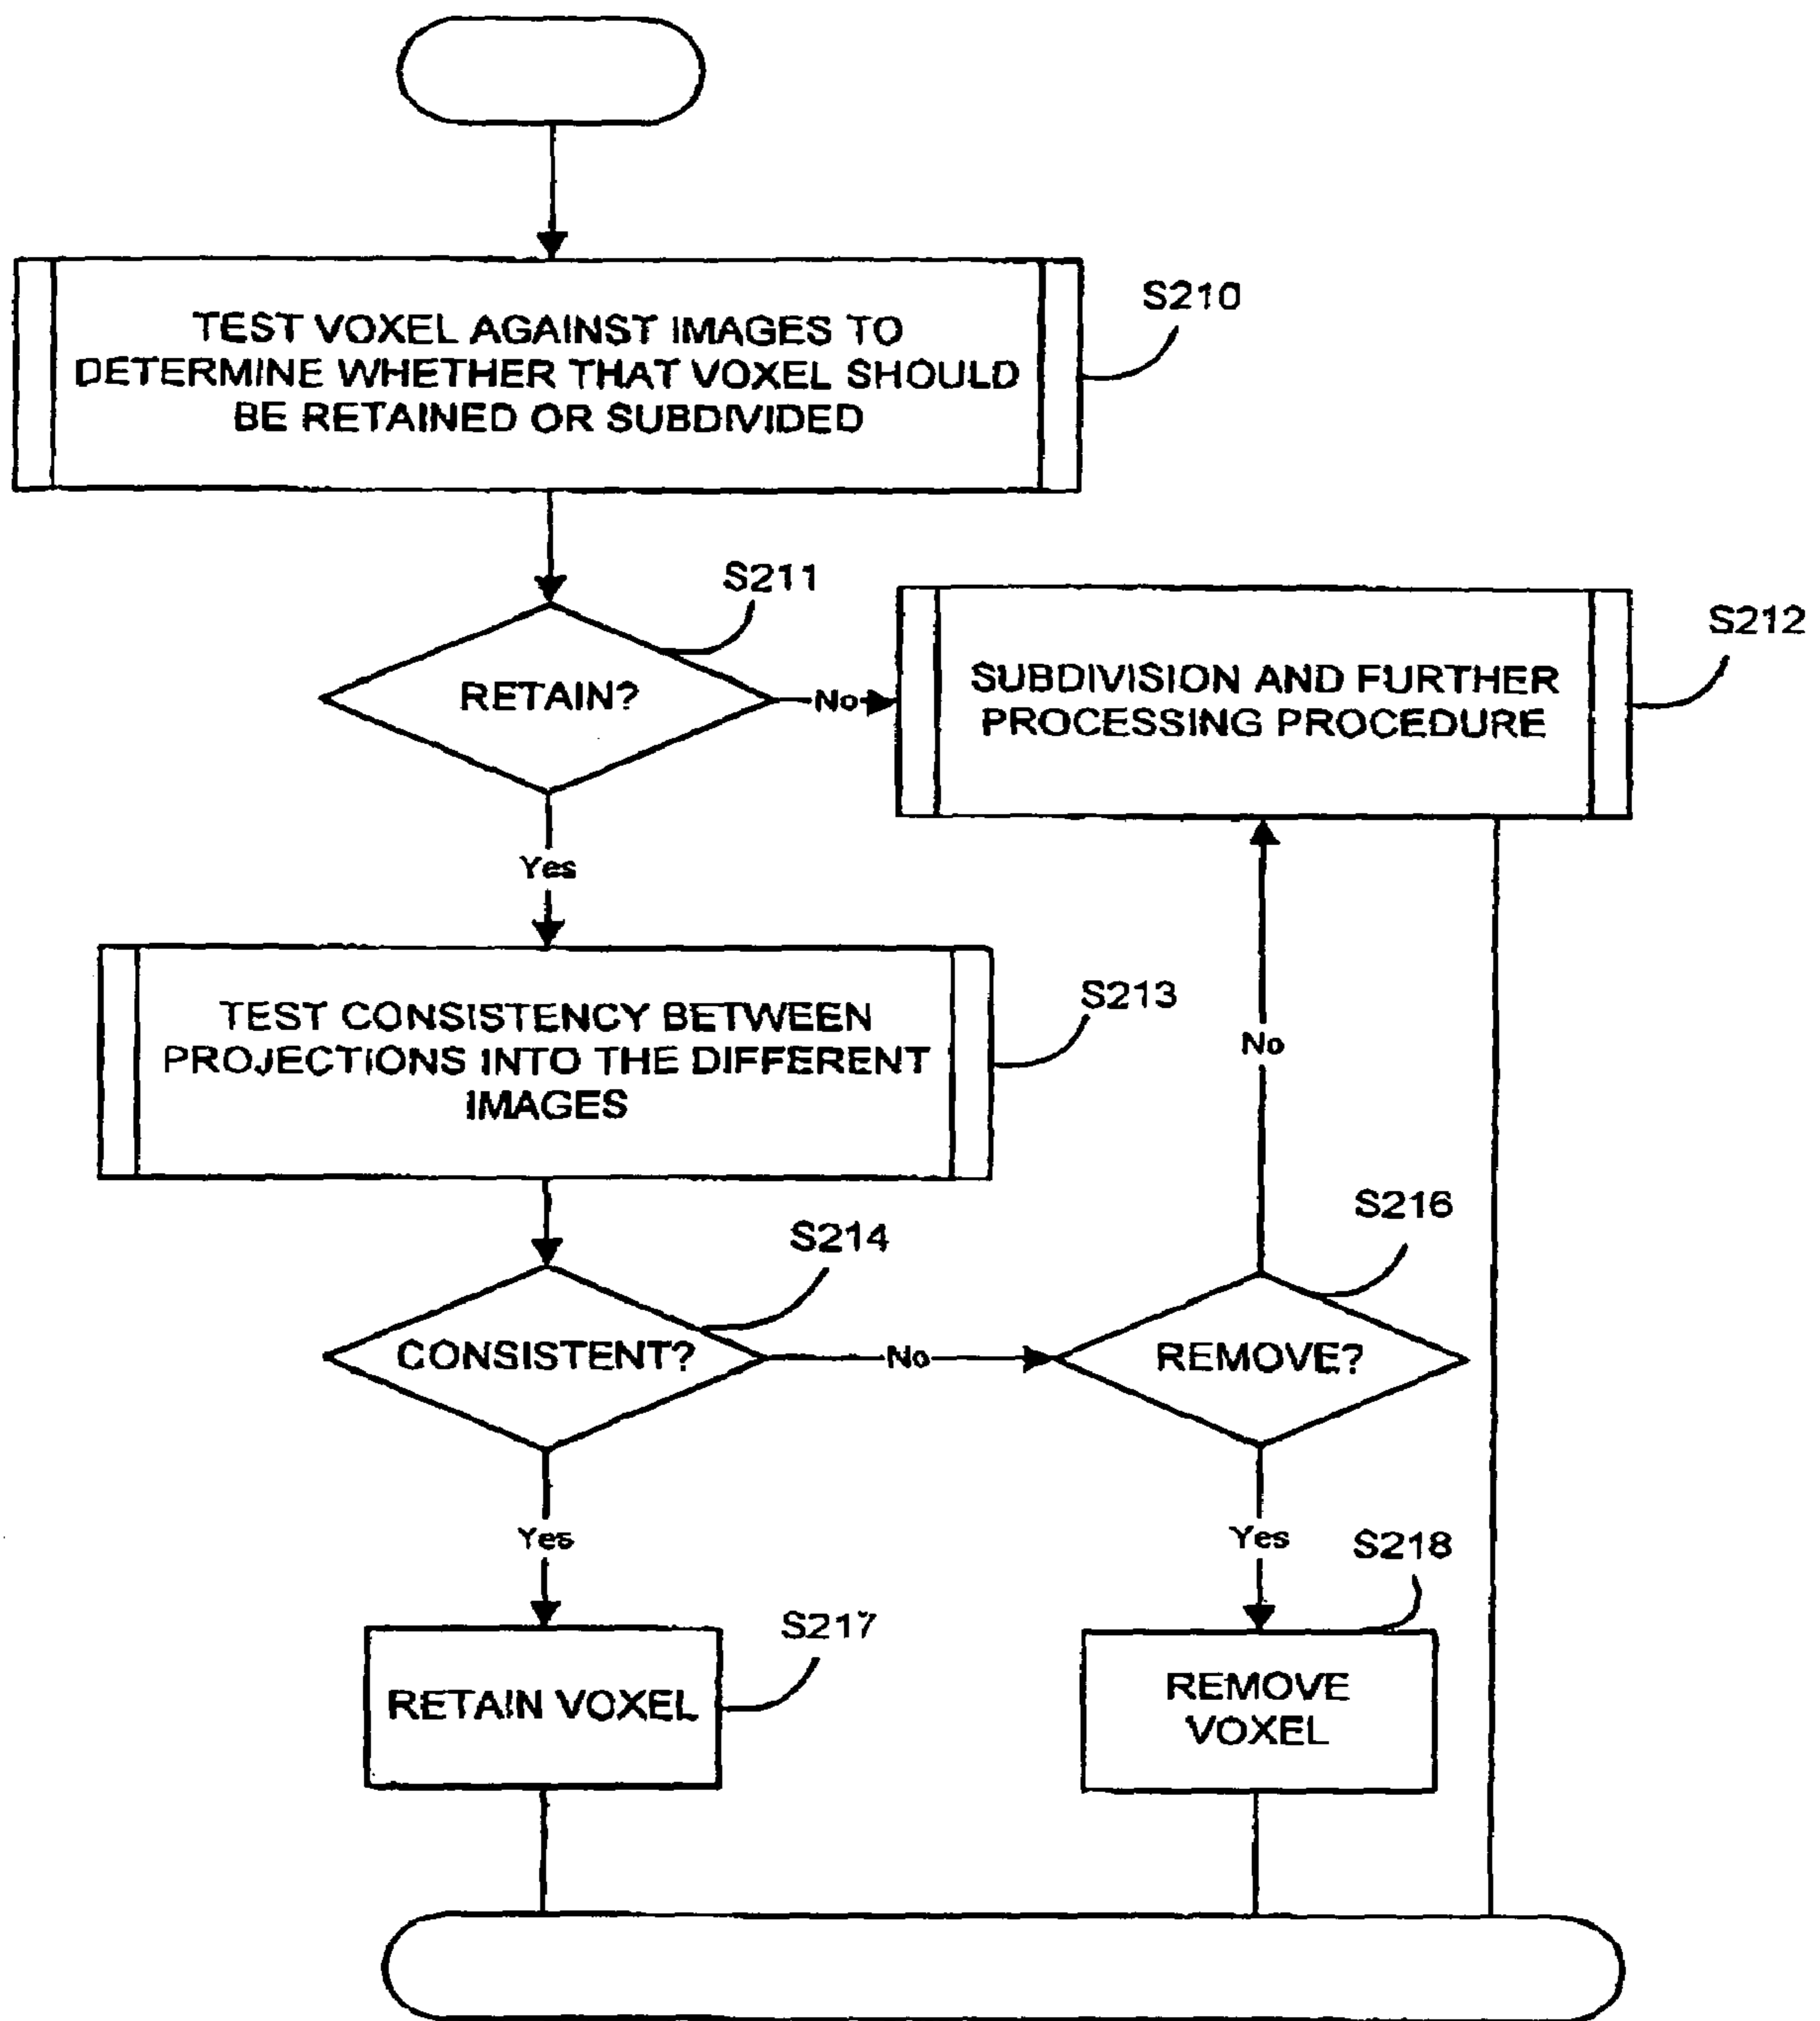 TEST VOXEL AGAINST IMAGES TO
DETERMINE WHETHER THAT VOXEL SHOULD
BE RETAINED OR SUBDIVIDED
S210
S211
RETAIN?
No
SUBDIVISION AND FURTHER
PROCESSING PROCEDURE
S212
Yes
TEST CONSISTENCY BETWEEN
PROJECTIONS INTO THE DIFFERENT
IMAGES
S213
No
S214
CONSISTENT?
No
S216
REMOVE?
Yes
Yes
S217
RETAIN VOXEL
S218
REMOVE
VOXEL